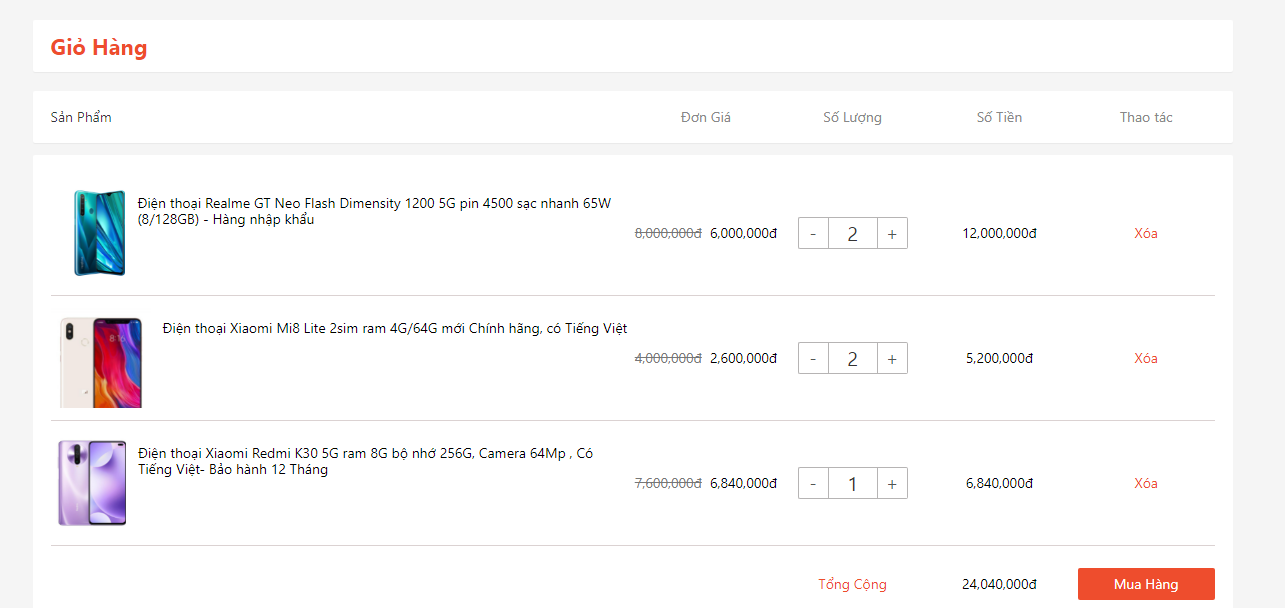 Giỏ Hàng
Sản Phẩm Đơn Giá Số Lượng Số Tiền Thao tác
Điện thoại Realme GT Neo Flash Dimensity 1200 5G pin 4500 sạc nhanh 65W
(8/128GB) - Hàng nhập khẩu
8,000,000đ 6,000,000đ - 2 + 12,000,000đ Xóa
Điện thoại Xiaomi Mi8 Lite 2sim ram 4G/64G mới Chính hãng, có Tiếng Việt
8:16
4,000,000đ 2,600,000đ - 2 + 5,200,000đ Xóa
Điện thoại Xiaomi Redmi K30 5G ram 8G bộ nhớ 256G, Camera 64Mp , Có
Tiếng Việt- Bảo hành 12 Tháng
7,600,000đ 6,840,000đ - 1 + 6,840,000đ Xóa
Tổng Cộng 24,040,000đ Mua Hàng